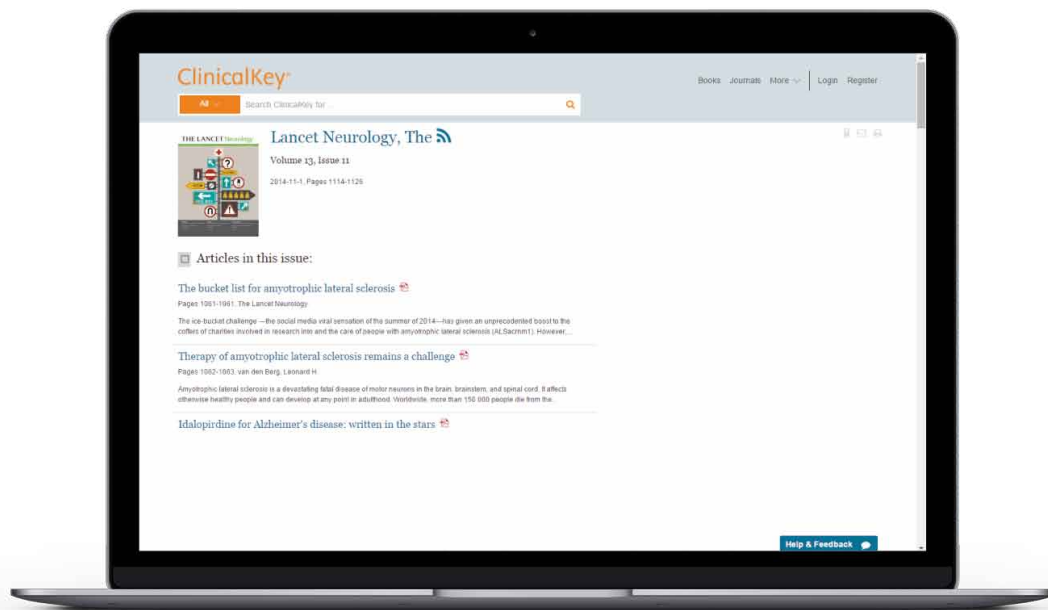 ClinicalKey
Books Journals More Login Register
All Search ClinicalKey for ...
THE LANCET Neurology
Lancet Neurology, The
Volume 13, Issue 11
2014-11-1, Pages 1114-1126
Articles in this issue:
The bucket list for amyotrophic lateral sclerosis
Pages 1061-1061, The Lancet Neurology
The ice-bucket challenge —the social media viral sensation of the summer of 2014—has given an unprecedented boost to the
coffers of charities involved in research into and the care of people with amyotrophic lateral sclerosis (ALSacrnm1). However,...
Therapy of amyotrophic lateral sclerosis remains a challenge
Pages 1062-1063, van den Berg, Leonard H
Amyotrophic lateral sclerosis is a devastating fatal disease of motor neurons in the brain, brainstem, and spinal cord. It affects
otherwise healthy people and can develop at any point in adulthood. Worldwide, more than 150 000 people die from the...
Idalopirdine for Alzheimer's disease: written in the stars
Help & Feedback